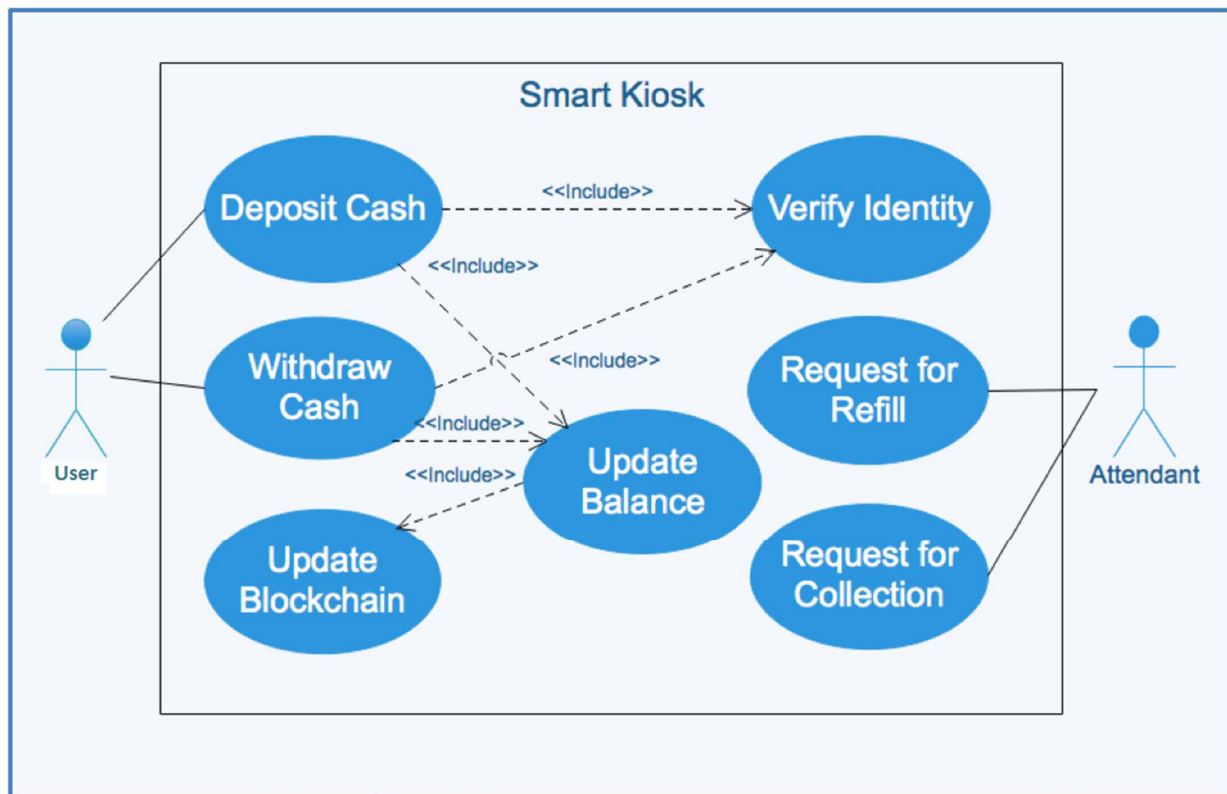 Smart Kiosk
Deposit Cash
<<Include>>
Verify Identity
<<Include>>
Withdraw
Cash
<<Include>>
Request for
Refill
<<Include>>
Update
Balance
<<Include>>
User
Attendant
Update
Blockchain
Request for
Collection